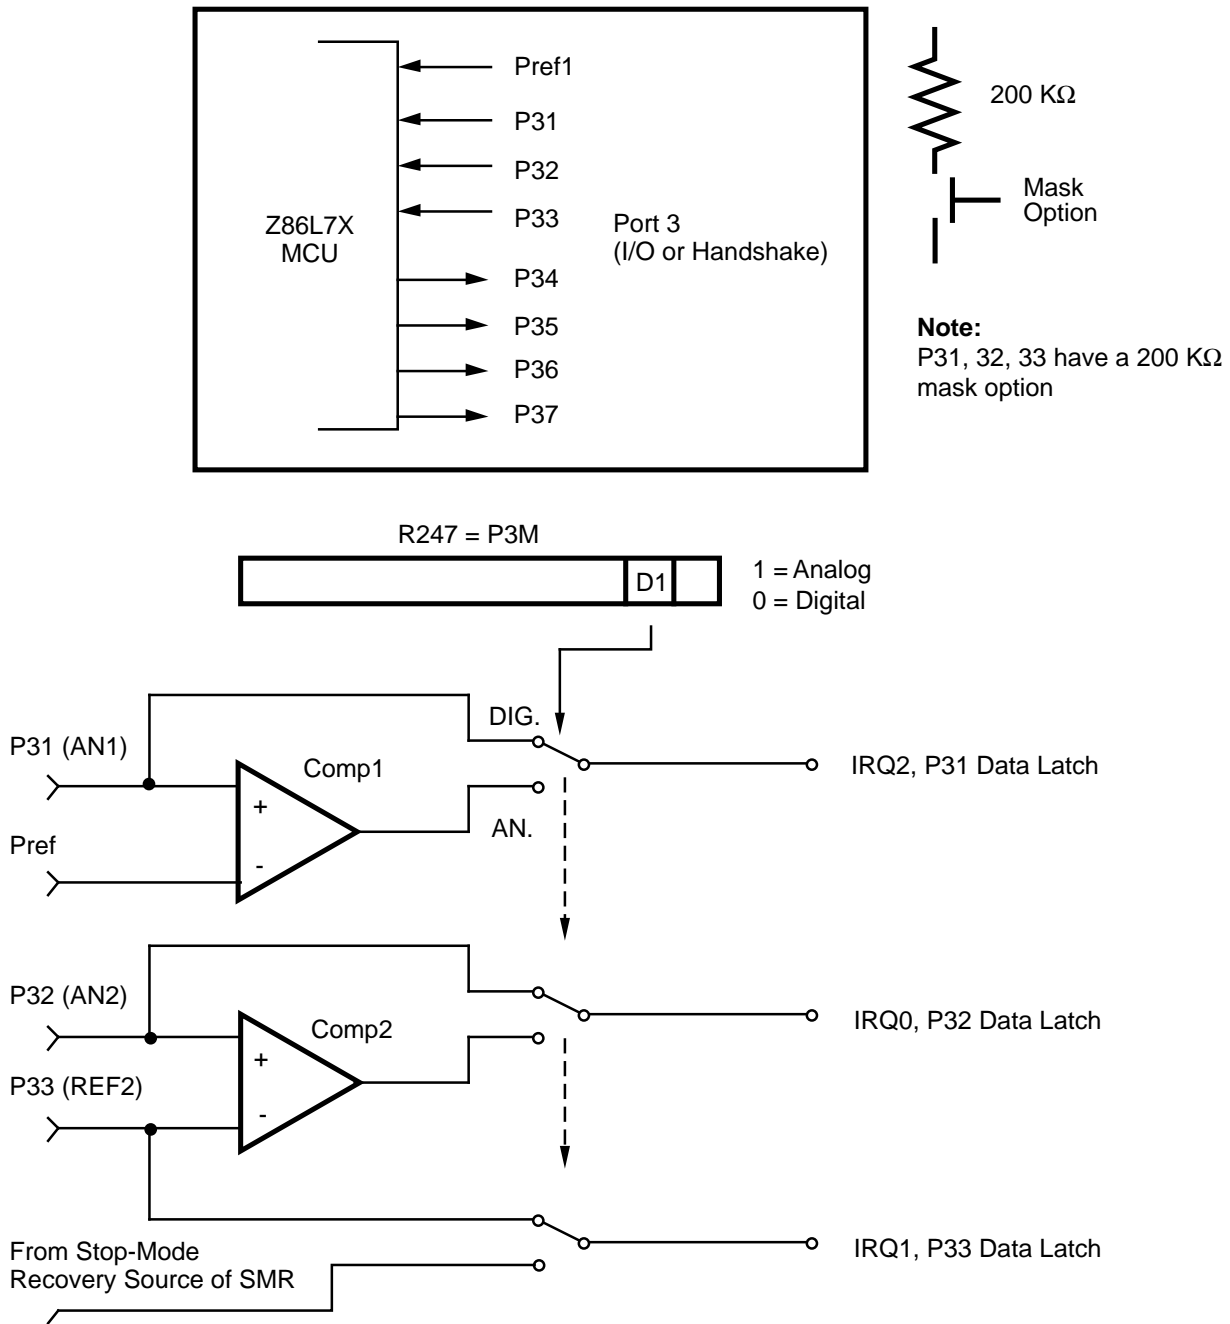 Pref1
P31
P32
P33
P34
P35
P36
P37
Z86L7X
MCU
Port 3
(I/O or Handshake)
200 KΩ
Mask
Option
Note:
P31, 32, 33 have a 200 KΩ
mask option
R247 = P3M
D1
1 = Analog
0 = Digital
DIG.
P31 (AN1)
Comp1
IRQ2, P31 Data Latch
+
AN.
Pref
-
P32 (AN2)
Comp2
IRQ0, P32 Data Latch
+
P33 (REF2)
-
From Stop-Mode
Recovery Source of SMR
IRQ1, P33 Data Latch